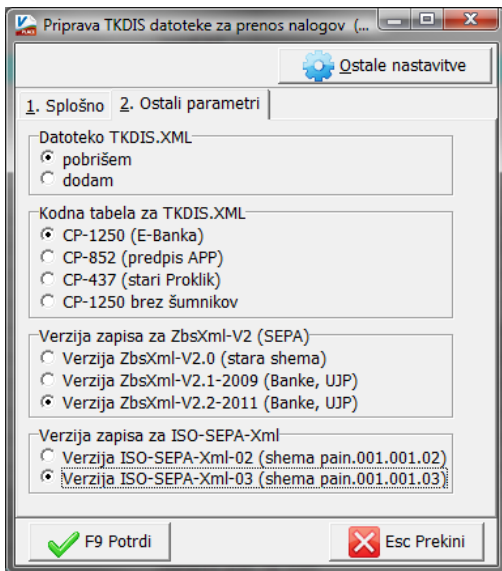 Priprava TKDIS datoteke za prenos nalogov (...
Ostale nastavitve
1. Splošno
2. Ostali parametri
Datoteko TKDIS.XML
pobrišem
dodam
Kodna tabela za TKDIS.XML
CP-1250 (E-Banka)
CP-852 (predpis APP)
CP-437 (stari Proklik)
CP-1250 brez šumnikov
Verzija zapisa za ZbsXml-V2 (SEPA)
Verzija ZbsXml-V2.0 (stara shema)
Verzija ZbsXml-V2.1-2009 (Banke, UJP)
Verzija ZbsXml-V2.2-2011 (Banke, UJP)
Verzija zapisa za ISO-SEPA-Xml
Verzija ISO-SEPA-Xml-02 (shema pain.001.001.02)
Verzija ISO-SEPA-Xml-03 (shema pain.001.001.03)
F9 Potrdi
Esc Prekini